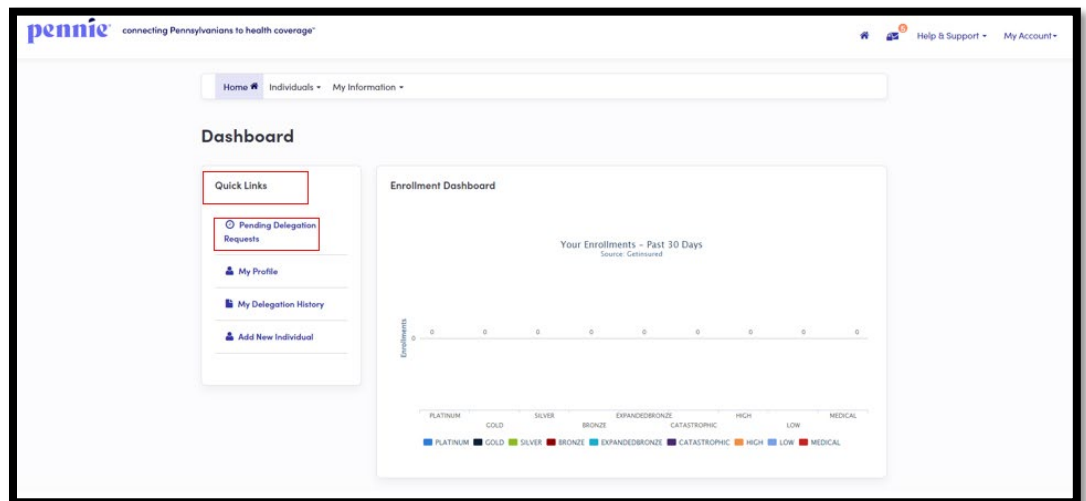 pennie connecting Pennsylvanians to health coverage™
5 Help & Support My Account
Home Individuals My Information
Dashboard
Quick Links
Pending Delegation
Requests
My Profile
My Delegation History
Add New Individual
Enrollment Dashboard
Your Enrollments - Past 30 Days
Source: Getinsured
Enrollments
0
0 0 0 0 0 0 0 0 0
PLATINUM SILVER EXPANDEDBRONZE HIGH MEDICAL
GOLD BRONZE CATASTROPHIC LOW
PLATINUM GOLD SILVER BRONZE EXPANDEDBRONZE CATASTROPHIC HIGH LOW MEDICAL